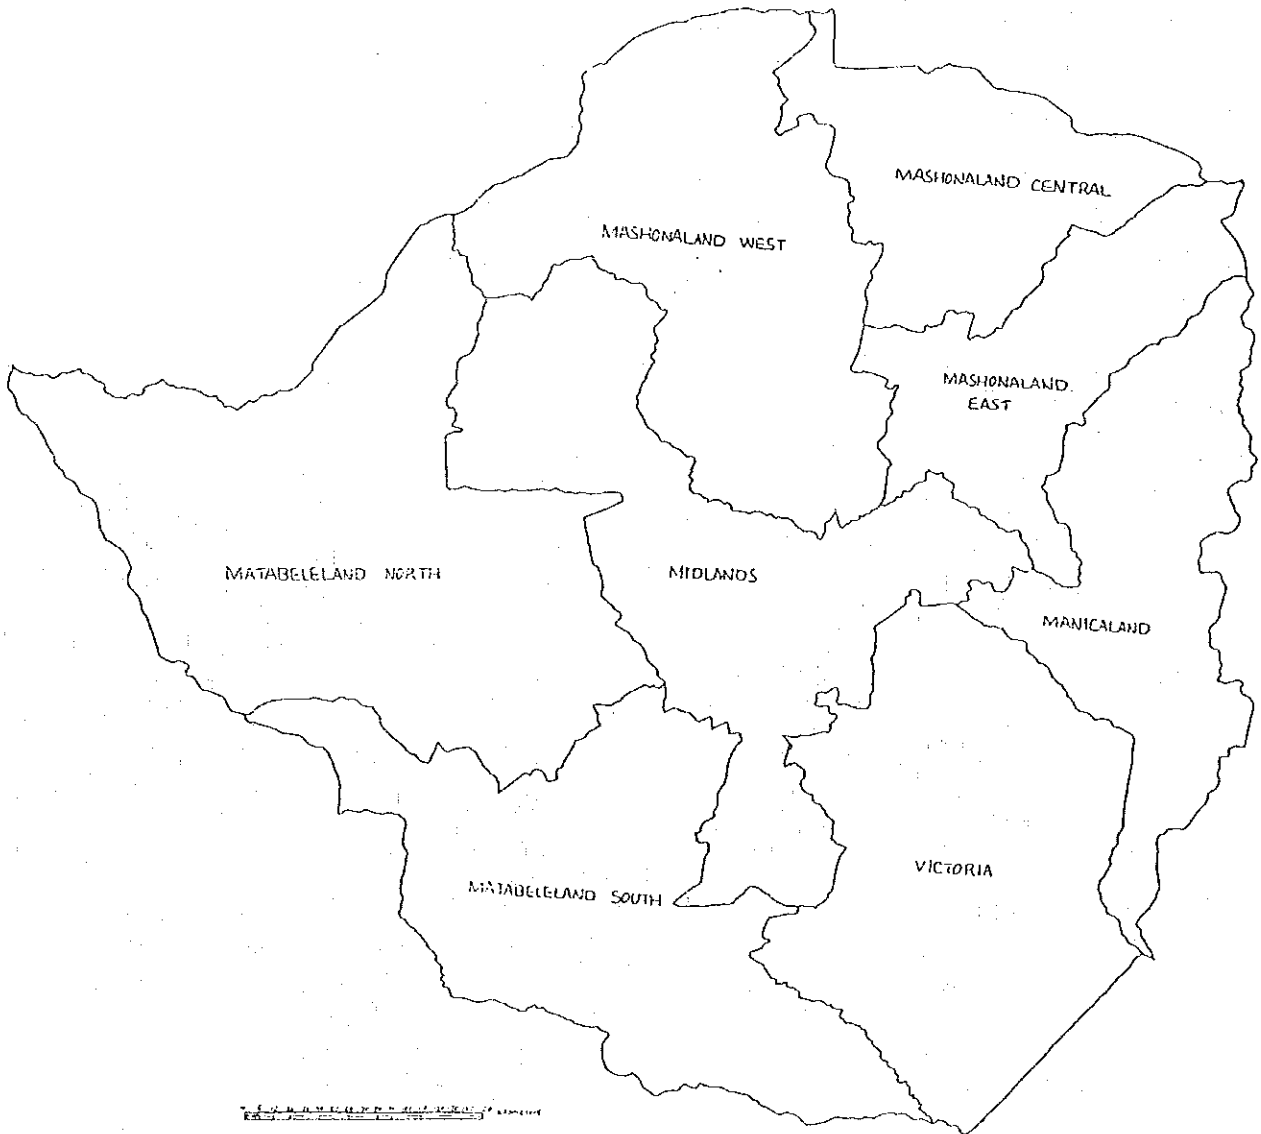 MASHONALAND CENTRAL
MASHONALAND WEST
MASHONALAND
EAST
MATABELELAND NORTH
MIDLANDS
MANICALAND
VICTORIA
MATABELELAND SOUTH